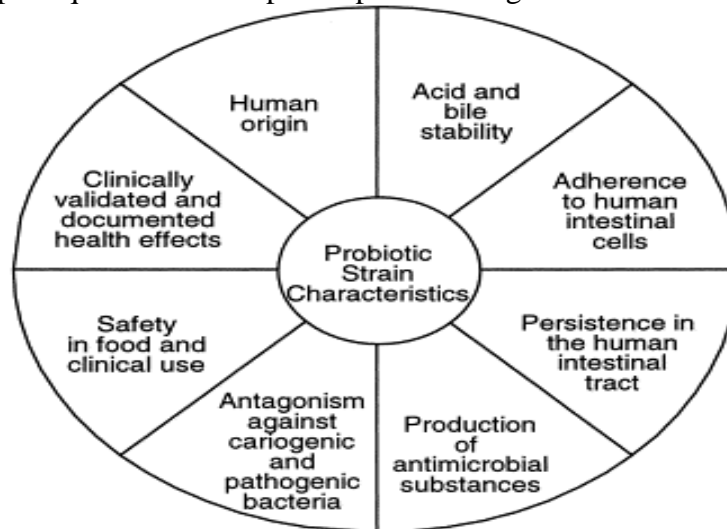 Human
origin
Acid and
bile
stability
Adherence
to human
intestinal
cells
Persistence in
the human
intestinal
tract
Production
of
antimicrobial
substances
Antagonism
against
cariogenic
and
pathogenic
bacteria
Safety
in food and
clinical use
Clinically
validated and
documented
health effects
Probiotic
Strain
Characteristics